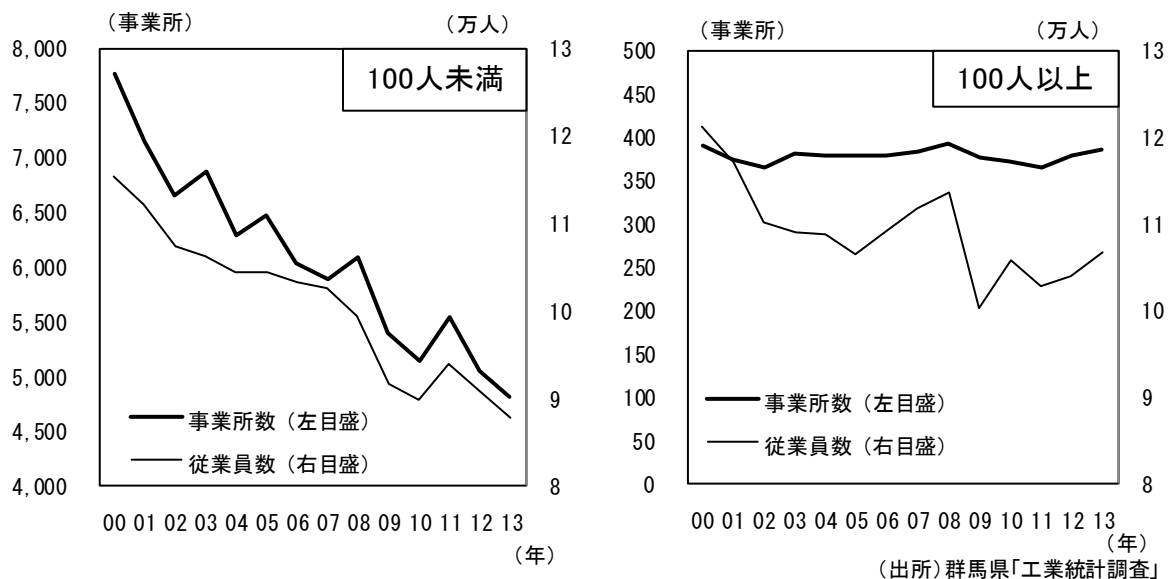 （事業所）
（万人）
100人未満
8,000
7,500
7,000
6,500
6,000
5,500
5,000
4,500
4,000
13
12
11
10
9
8
事業所数（左目盛）
従業員数（右目盛）
00 01 02 03 04 05 06 07 08 09 10 11 12 13
（年）
（事業所）
（万人）
100人以上
500
450
400
350
300
250
200
150
100
50
0
13
12
11
10
9
8
事業所数（左目盛）
従業員数（右目盛）
00 01 02 03 04 05 06 07 08 09 10 11 12 13
（年）
（出所）群馬県「工業統計調査」